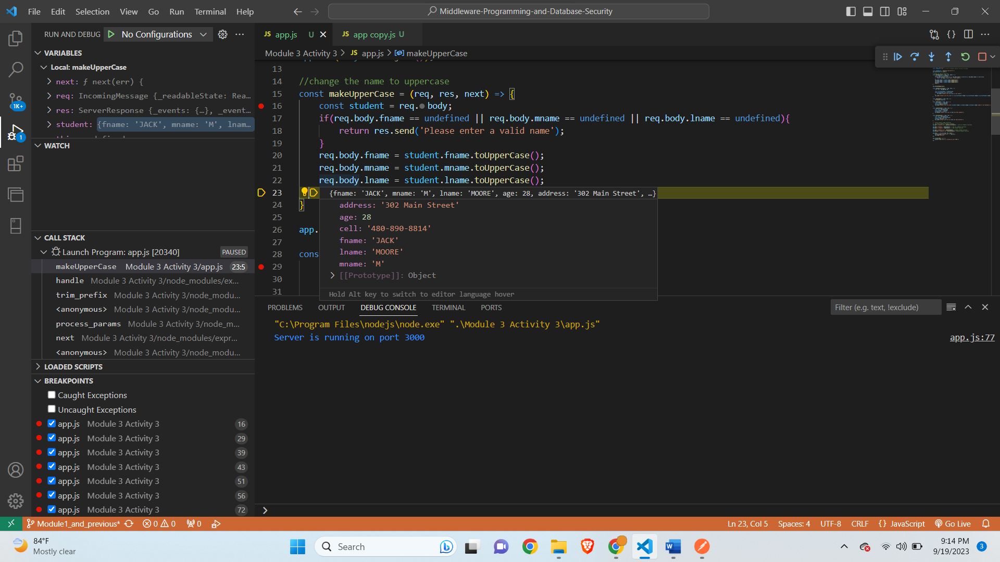 File Edit Selection View Go Run Terminal Help
Middleware-Programming-and-Database-Security
RUN AND DEBUG No Configurations
VARIABLES
Local: makeUpperCase
next: ƒ next(err) {
req: IncomingMessage {_readableState: Rea…
res: ServerResponse {_events: {…}, _event…
student: {fname: 'JACK', mname: 'M', lnam…
WATCH
CALL STACK
Launch Program: app.js [20340] PAUSED
makeUpperCase Module 3 Activity 3/app.js 23:5
handle Module 3 Activity 3/node_modules/ex...
trim_prefix Module 3 Activity 3/node_modu...
<anonymous> Module 3 Activity 3/node_modu...
process_params Module 3 Activity 3/node_m...
next Module 3 Activity 3/node_modules/expr...
<anonymous> Module 3 Activity 3/node_modu...
LOADED SCRIPTS
BREAKPOINTS
Caught Exceptions
Uncaught Exceptions
app.js Module 3 Activity 3 16
app.js Module 3 Activity 3 29
app.js Module 3 Activity 3 39
app.js Module 3 Activity 3 43
app.js Module 3 Activity 3 51
app.js Module 3 Activity 3 56
app.js Module 3 Activity 3 72
1K+
1
JS app.js U JS app copy.js U
Module 3 Activity 3 > JS app.js > makeUpperCase
13
14 //change the name to uppercase
15 const makeUpperCase = (req, res, next) => {
16 const student = req. body;
17 if(req.body.fname == undefined || req.body.mname == undefined || req.body.lname == undefined){
18 return res.send('Please enter a valid name');
19 }
20 req.body.fname = student.fname.toUpperCase();
21 req.body.mname = student.mname.toUpperCase();
22 req.body.lname = student.lname.toUpperCase();
23 {fname: 'JACK', mname: 'M', lname: 'MOORE', age: 28, address: '302 Main Street', …}
24 } address: '302 Main Street'
25 age: 28
26 app. cell: '480-890-8814'
27 fname: 'JACK'
28 cons lname: 'MOORE'
29 mname: 'M'
30 [[Prototype]]: Object
31
Hold Alt key to switch to editor language hover
PROBLEMS OUTPUT DEBUG CONSOLE TERMINAL PORTS Filter (e.g. text, !exclude)
"C:\Program Files\nodejs\node.exe" ".\Module 3 Activity 3\app.js"
Server is running on port 3000 app.js:77
Module1_and_previous* 0 0 0 Ln 23, Col 5 Spaces: 4 UTF-8 CRLF {} JavaScript Go Live
84°F
Mostly clear
Search
9:14 PM
9/19/2023
3